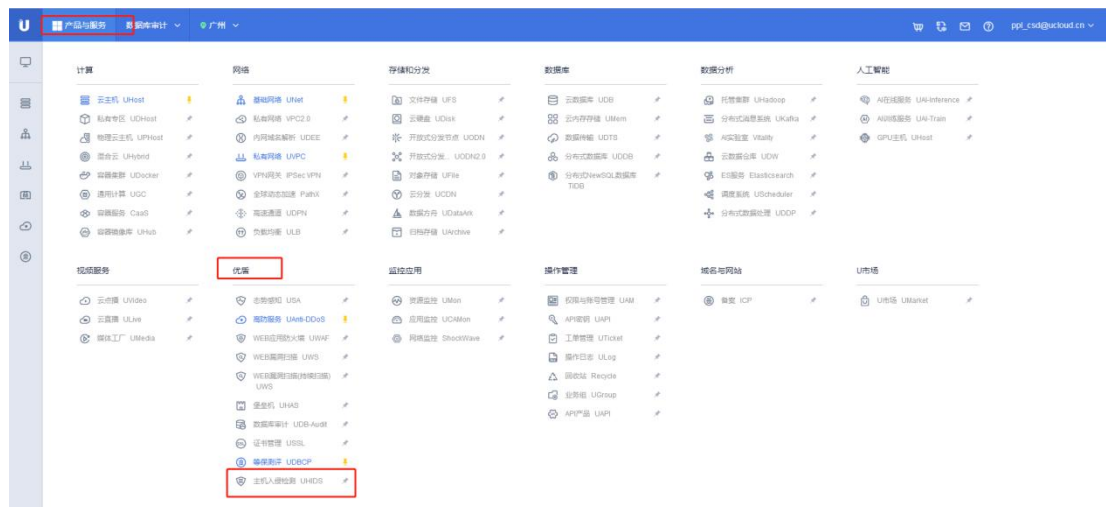 U 产品与服务 数据库审计 广州 ppl_csd@ucloud.cn
计算
云主机 UHost
私有专区 UDHost
物理云主机 UPHost
混合云 UHybrid
容器集群 UDocker
通用计算 UGC
容器服务 CaaS
容器镜像库 UHub
网络
基础网络 UNet
私有网络 VPC2.0
内网域名解析 UDEE
私有网络 UVPC
VPN网关 IPSecVPN
全球动态加速 PathX
高速通道 UDPN
负载均衡 ULB
存储和分发
文件存储 UFS
云硬盘 UDisk
开放式分发节点 UODN
开放式分发... UODN2.0
对象存储 UFile
云分发 UCDN
数据方舟 UDataArk
归档存储 UArchive
数据库
云数据库 UDB
云内存存储 UMem
数据传输 UDTS
分布式数据库 UDDB
分布式NewSQL数据库
TiDB
数据分析
托管集群 UHadoop
分布式消息系统 UKafka
AI实验室 Vitality
云数据仓库 UDW
ES服务 Elasticsearch
调度系统 UScheduler
分布式数据处理 UDDP
人工智能
AI在线服务 UAI-Inference
AI训练服务 UAI-Train
GPU主机 UHost
视频服务
云点播 UVideo
云直播 ULive
媒体工厂 UMedia
优盾
态势感知 USA
高防服务 UAnti-DDoS
WEB应用防火墙 UWAF
WEB漏洞扫描 UWS
WEB漏洞扫描(持续扫描)
UWS
堡垒机 UHAS
数据库审计 UDB-Audit
证书管理 USSL
等保测评 UDBCP
主机入侵检测 UHIDS
监控应用
资源监控 UMon
应用监控 UCAMon
网络监控 ShockWave
操作管理
权限与账号管理 UAM
API密钥 UAPI
工单管理 UTicket
操作日志 ULog
回收站 Recycle
业务组 UGroup
API产品 UAPI
域名与网站
备案 ICP
U市场
U市场 UMarket